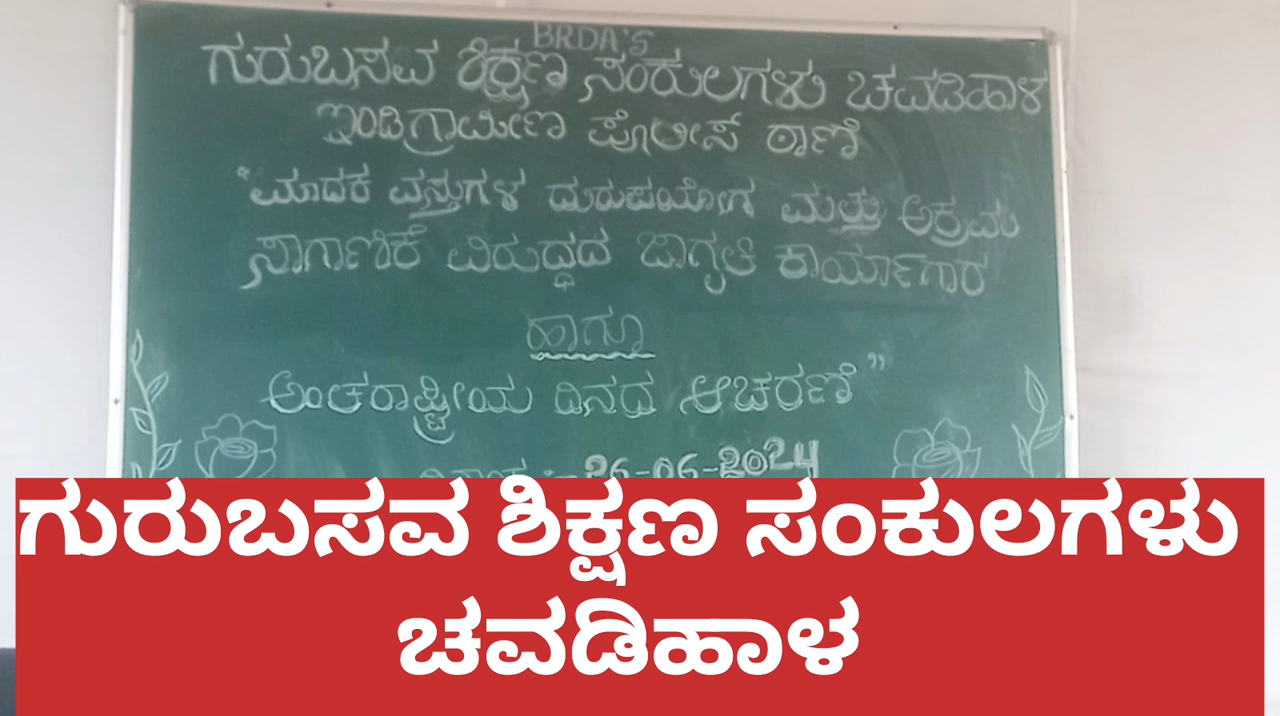 BRDA'S
ಗುರುಬಸವ ಶಿಕ್ಷಣ ಸಂಕುಲಗಳು ಚವಡಿಹಾಳ
ಇಂಡಿಗ್ರಾಮೀಣ ಪೊಲೀಸ್ ಠಾಣೆ
"ಮಾದಕ ವಸ್ತುಗಳ ದುರುಪಯೋಗ ಮತ್ತು ಅಕ್ರಮ
ಸಾಗಾಣಿಕೆ ವಿರುದ್ಧದ ಜಾಗೃತಿ ಕಾರ್ಯಾಗಾರ
ಹಾಗೂ
ಅಂತರಾಷ್ಟ್ರೀಯ ದಿನದ ಆಚರಣೆ"
26-06-2024
ಗುರುಬಸವ ಶಿಕ್ಷಣ ಸಂಕುಲಗಳು
ಚವಡಿಹಾಳ